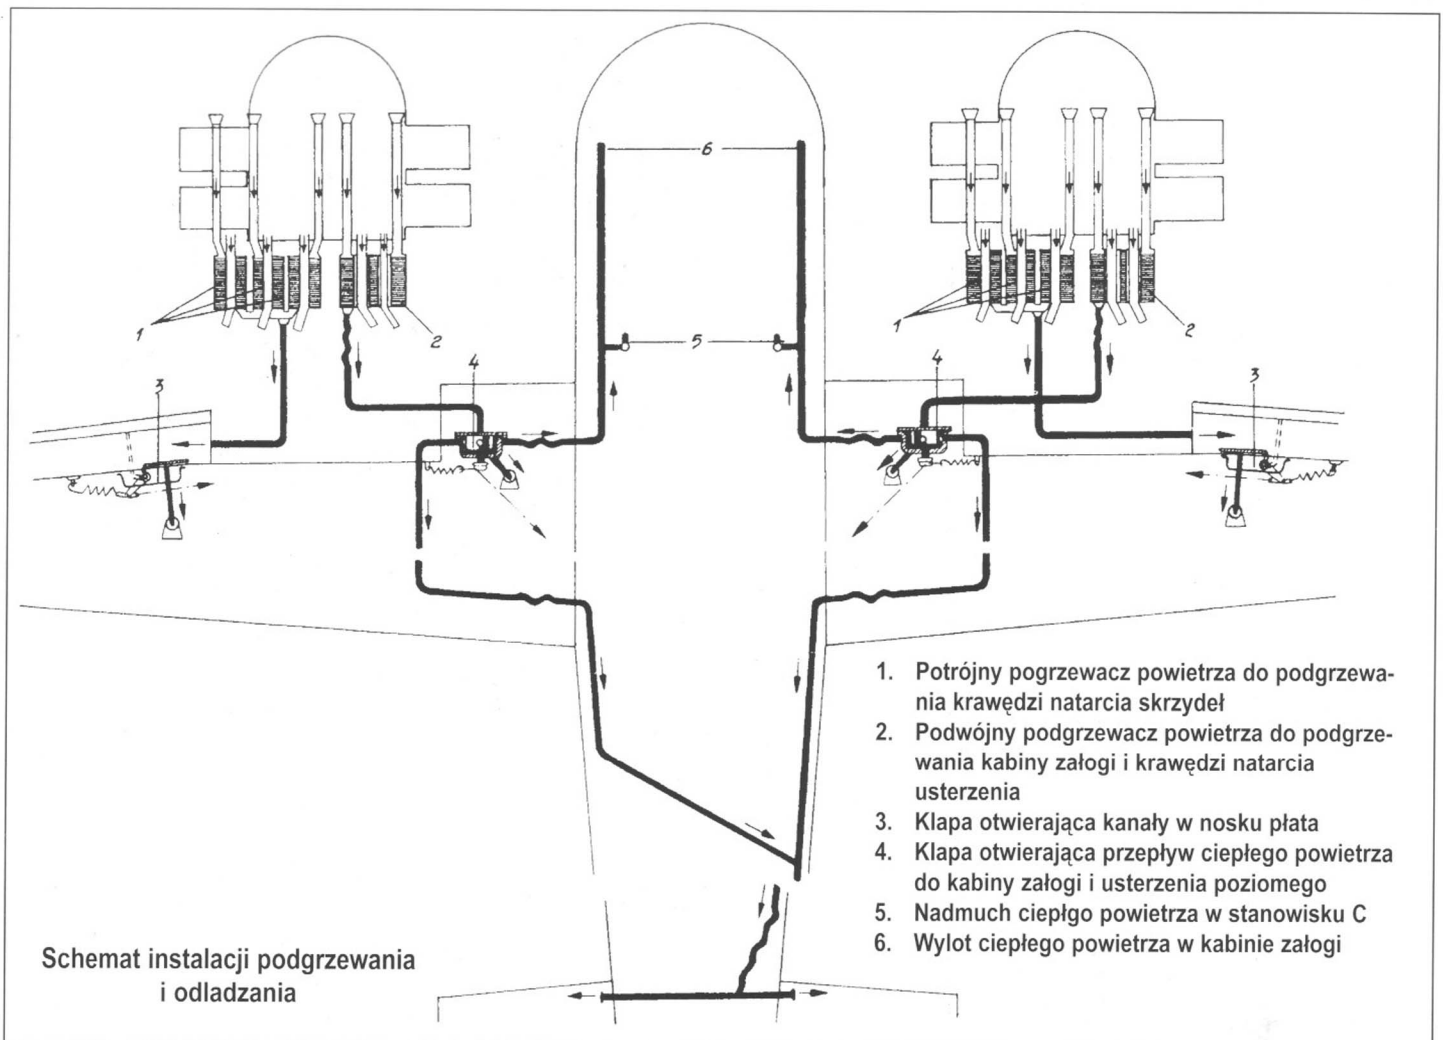 6
5
4
4
3
3
1
2
1
2
1. Potrójny pogrzewacz powietrza do podgrzewa-
nia krawędzi natarcia skrzydeł
2. Podwójny podgrzewacz powietrza do podgrze-
wania kabiny załogi i krawędzi natarcia
usterzenia
3. Klapa otwierająca kanały w nosku płata
4. Klapa otwierająca przepływ ciepłego powietrza
do kabiny załogi i usterzenia poziomego
5. Nadmuch ciepłgo powietrza w stanowisku C
6. Wylot ciepłego powietrza w kabinie załogi
Schemat instalacji podgrzewania
i odladzania